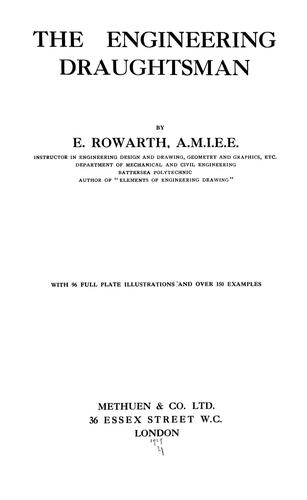 THE ENGINEERING
DRAUGHTSMAN
BY
E. ROWARTH, A.M.I.E.E.
INSTRUCTOR IN ENGINEERING DESIGN AND DRAWING, GEOMETRY AND GRAPHICS, ETC.
DEPARTMENT OF MECHANICAL AND CIVIL ENGINEERING
BATTERSEA POLYTECHNIC
AUTHOR OF "ELEMENTS OF ENGINEERING DRAWING"
WITH 96 FULL PLATE ILLUSTRATIONS AND OVER 150 EXAMPLES
METHUEN & CO. LTD.
36 ESSEX STREET W.C.
LONDON